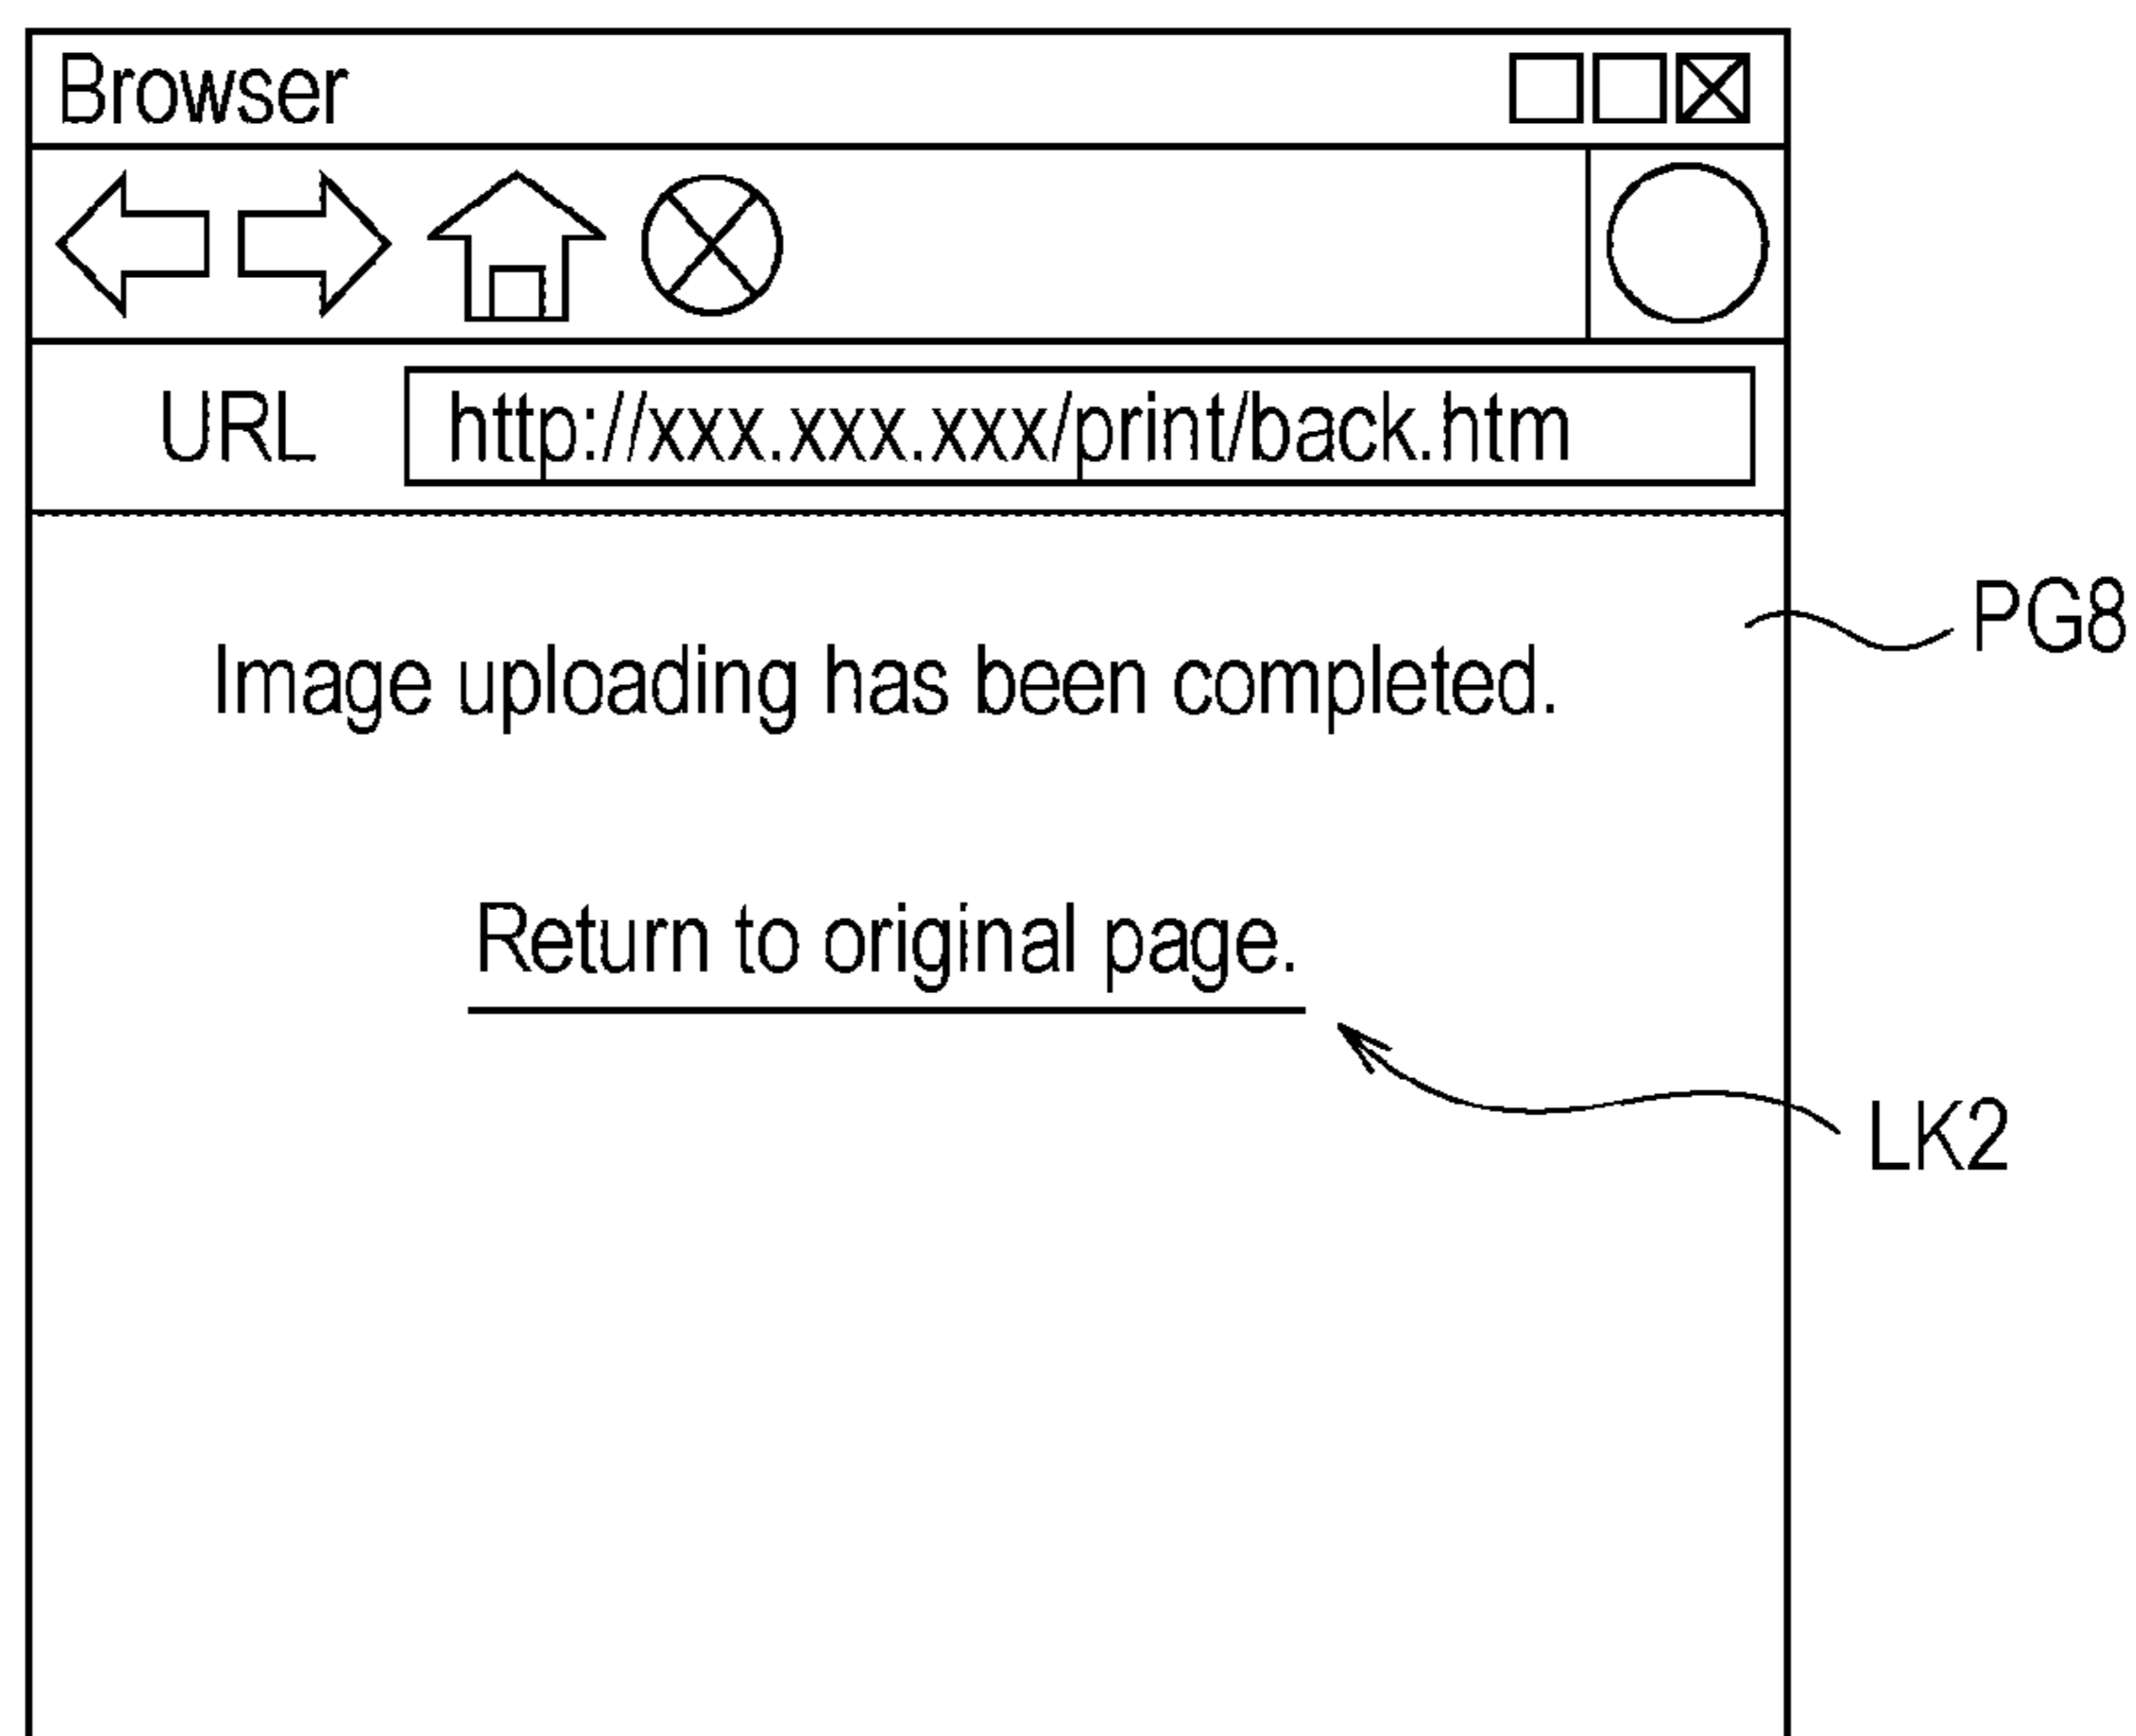 Browser
URL http://xxx.xxx.xxx/print/back.htm
PG8
Image uploading has been completed.
Return to original page.
LK2